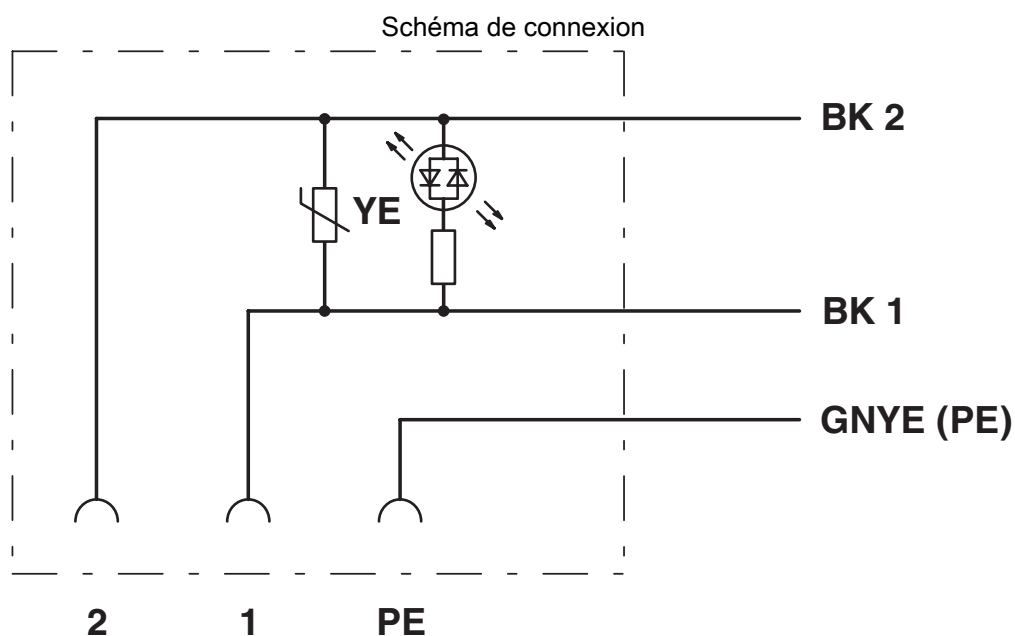 Schéma de connexion
BK 2
YE
BK 1
GNYE (PE)
2 1 PE